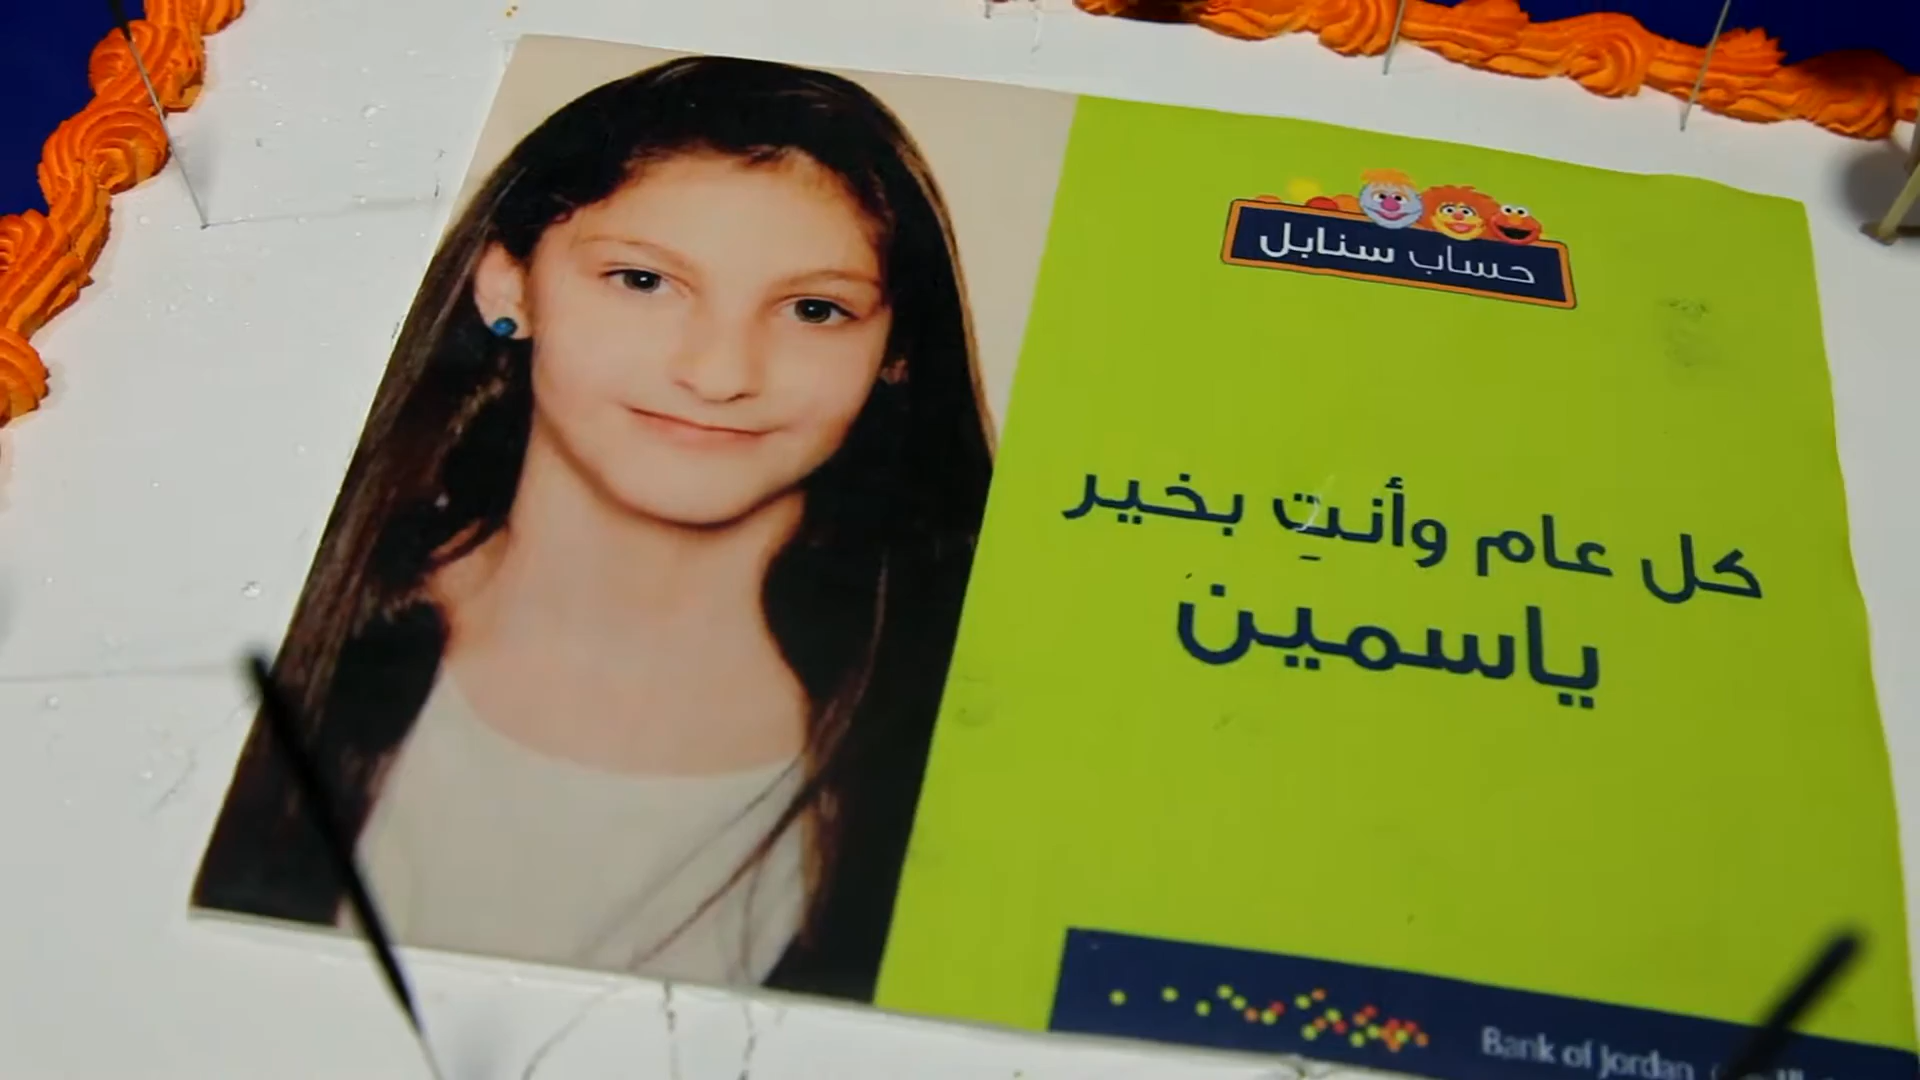 حساب سنابل
كل عام وأنتِ بخير
ياسمين
Bank of Jordan